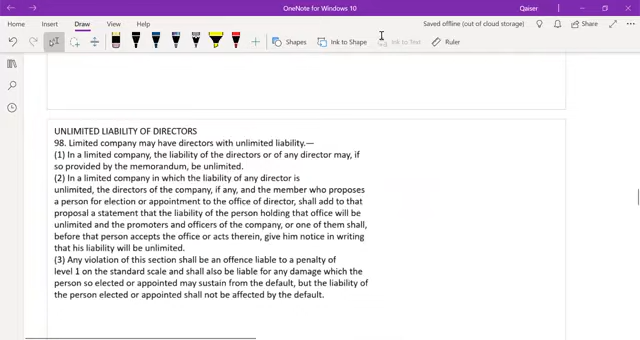 OneNote for Windows 10
Qaiser
Home Insert Draw View Help
Saved offline (out of cloud storage)
Share
Shapes Ink to Shape Ink to Text Ruler
UNLIMITED LIABILITY OF DIRECTORS
98. Limited company may have directors with unlimited liability.—
(1) In a limited company, the liability of the directors or of any director may, if
so provided by the memorandum, be unlimited.
(2) In a limited company in which the liability of any director is
unlimited, the directors of the company, if any, and the member who proposes
a person for election or appointment to the office of director, shall add to that
proposal a statement that the liability of the person holding that office will be
unlimited and the promoters and officers of the company, or one of them shall,
before that person accepts the office or acts therein, give him notice in writing
that his liability will be unlimited.
(3) Any violation of this section shall be an offence liable to a penalty of
level 1 on the standard scale and shall also be liable for any damage which the
person so elected or appointed may sustain from the default, but the liability of
the person elected or appointed shall not be affected by the default.